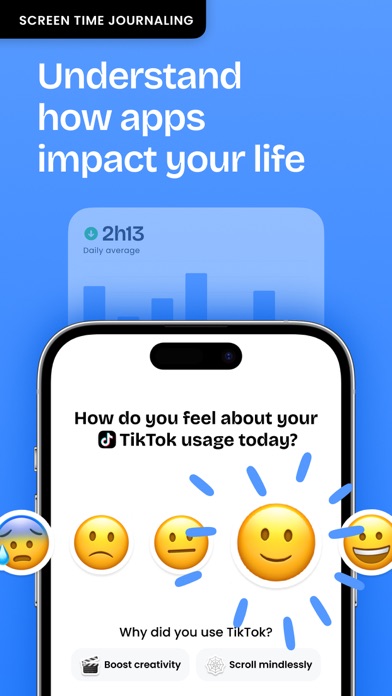 SCREEN TIME JOURNALING
Understand
how apps
impact your life
2h13
Daily average
How do you feel about your
TikTok usage today?
Why did you use TikTok?
Boost creativity
Scroll mindlessly